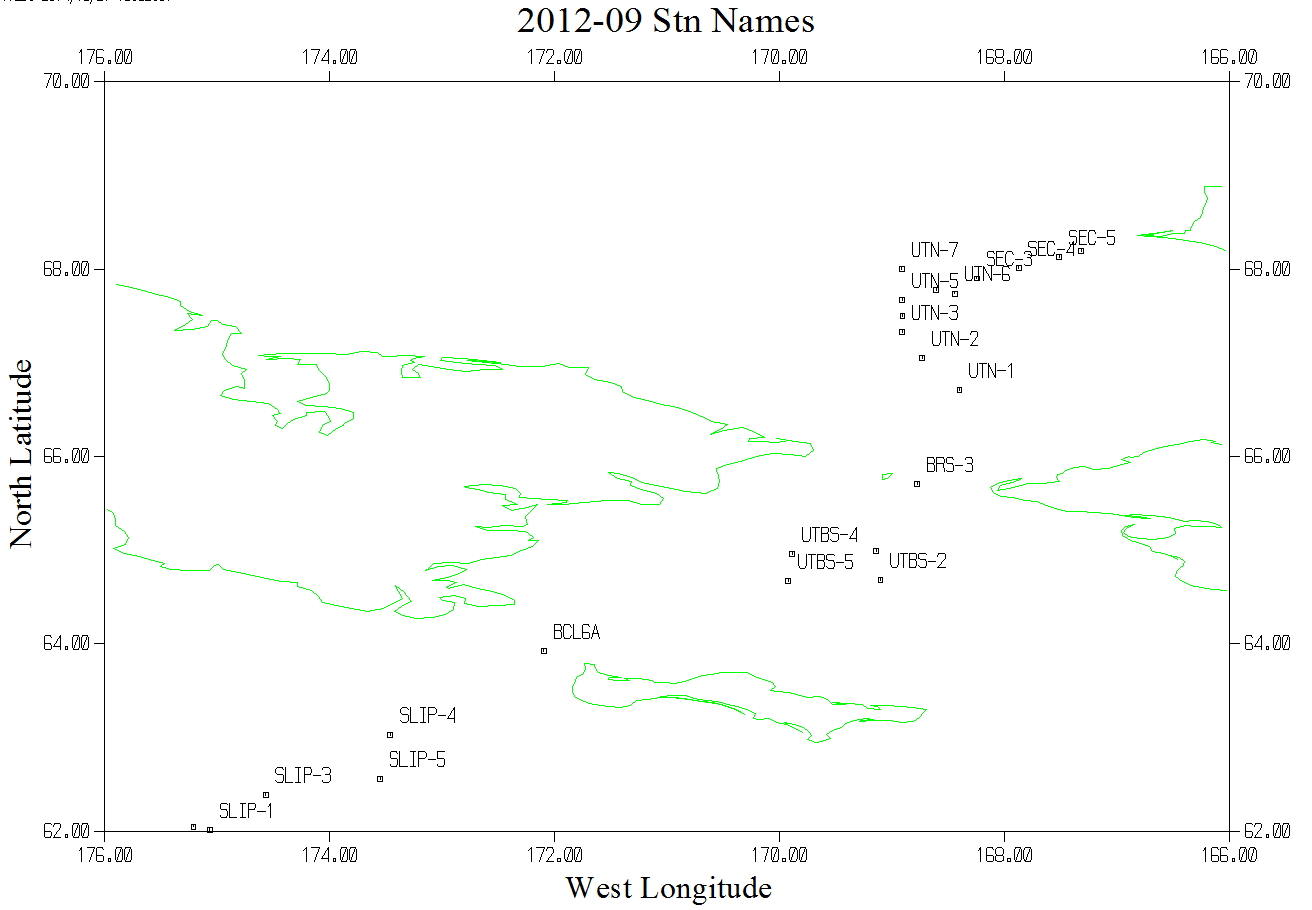 2012-09 Stn Names
176.00 174.00 172.00 170.00 168.00 166.00
70.00 70.00
SEC-5
UTN-7 SEC-4
68.00 SEC-3 68.00
UTN-5 UTN-6
UTN-3
UTN-2
UTN-1
North Latitude
66.00 BRS-3 66.00
UTBS-4
UTBS-5 UTBS-2
BCL6A
64.00 64.00
SLIP-4
SLIP-5
SLIP-3
SLIP-1
62.00 62.00
176.00 174.00 172.00 170.00 168.00 166.00
West Longitude